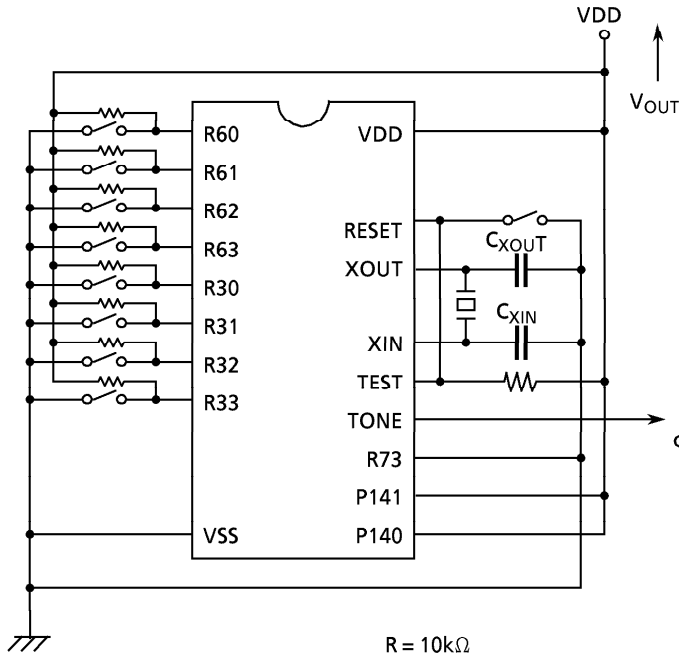 VDD
VOUT
R60
VDD
R61
R62
RESET
R63
CXOUT
R30
XOUT
R31
CXIN
R32
XIN
R33
TEST
TONE
R73
P141
VSS
P140
R = 10kΩ